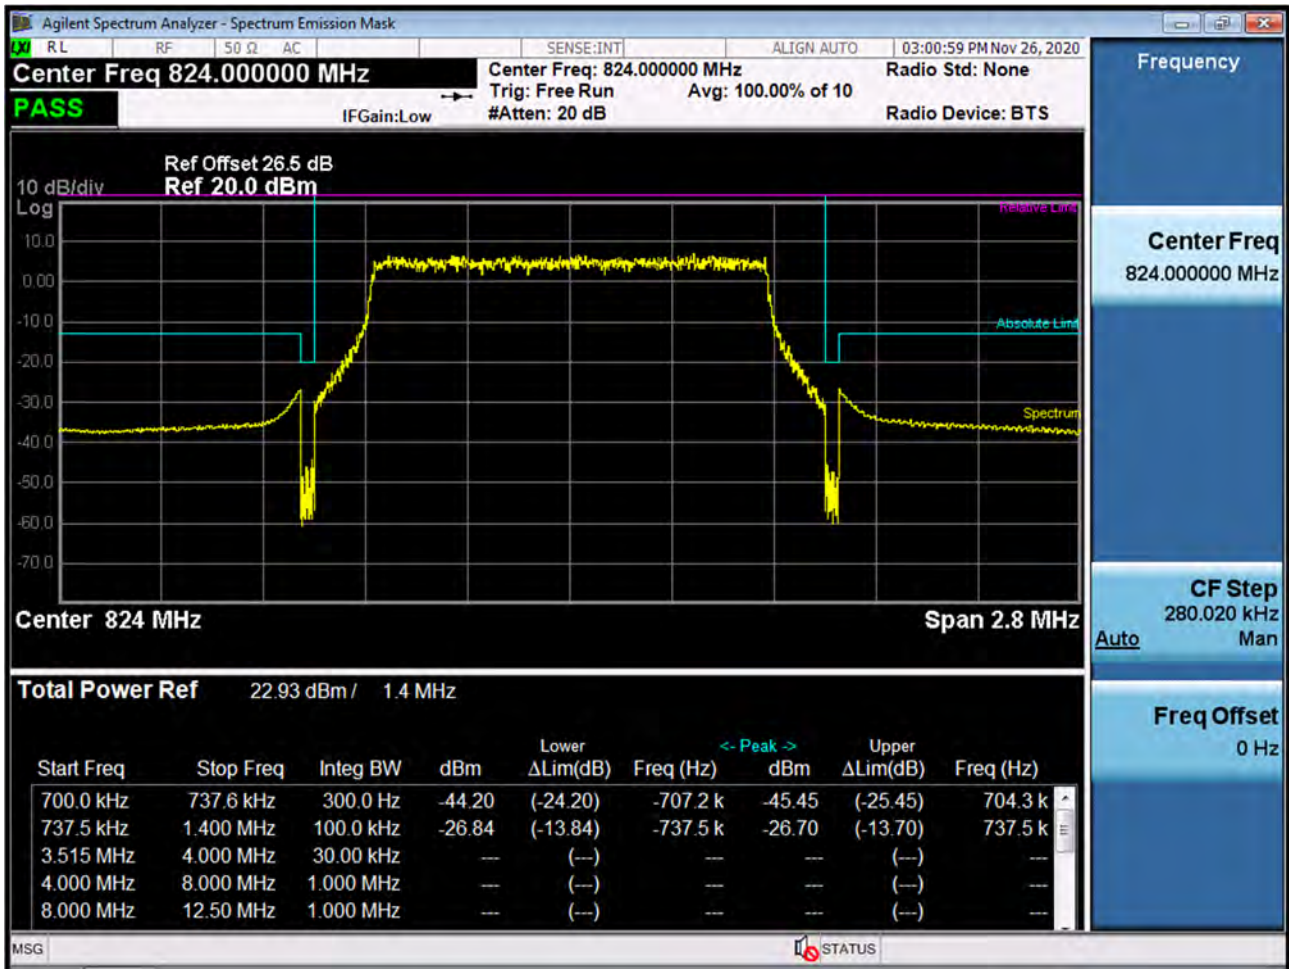 Agilent Spectrum Analyzer - Spectrum Emission Mask
LXI RL RF 50 Ω AC SENSE:INT ALIGN AUTO 03:00:59 PM Nov 26, 2020
Center Freq 824.000000 MHz
Center Freq: 824.000000 MHz Radio Std: None
Trig: Free Run Avg: 100.00% of 10
PASS IFGain:Low #Atten: 20 dB Radio Device: BTS
Ref Offset 26.5 dB
10 dB/div Ref 20.0 dBm
Log
Relative Limit
10.0
0.00
-10.0
Absolute Limit
-20.0
-30.0
Spectrum
-40.0
-50.0
-60.0
-70.0
Center 824 MHz Span 2.8 MHz
Total Power Ref 22.93 dBm / 1.4 MHz
Lower <- Peak -> Upper
Start Freq Stop Freq Integ BW dBm ΔLim(dB) Freq (Hz) dBm ΔLim(dB) Freq (Hz)
700.0 kHz 737.6 kHz 300.0 Hz -44.20 (-24.20) -707.2 k -45.45 (-25.45) 704.3 k
737.5 kHz 1.400 MHz 100.0 kHz -26.84 (-13.84) -737.5 k -26.70 (-13.70) 737.5 k
3.515 MHz 4.000 MHz 30.00 kHz --- (---) --- --- (---) ---
4.000 MHz 8.000 MHz 1.000 MHz --- (---) --- --- (---) ---
8.000 MHz 12.50 MHz 1.000 MHz --- (---) --- --- (---) ---
MSG STATUS
Frequency
Center Freq
824.000000 MHz
CF Step
280.020 kHz
Auto Man
Freq Offset
0 Hz